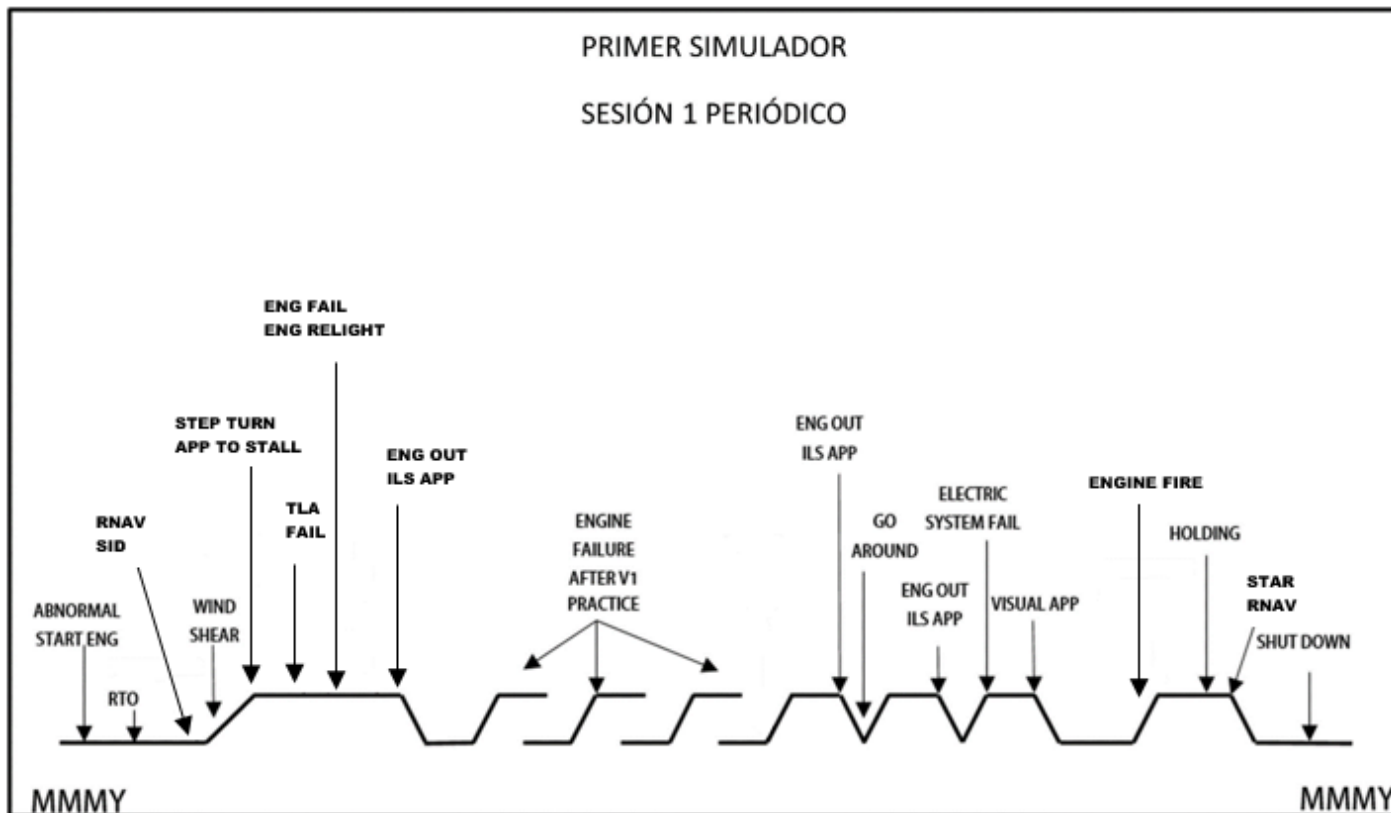 PRIMER SIMULADOR
SESIÓN 1 PERIÓDICO
ABNORMAL
START ENG
RTO
RNAV
SID
WIND
SHEAR
STEP TURN
APP TO STALL
TLA
FAIL
ENG FAIL
ENG RELIGHT
ENG OUT
ILS APP
ENGINE
FAILURE
AFTER V1
PRACTICE
ENG OUT
ILS APP
GO
AROUND
ENG OUT
ILS APP
ELECTRIC
SYSTEM FAIL
VISUAL APP
ENGINE FIRE
HOLDING
STAR
RNAV
SHUT DOWN
MMMY
MMMY